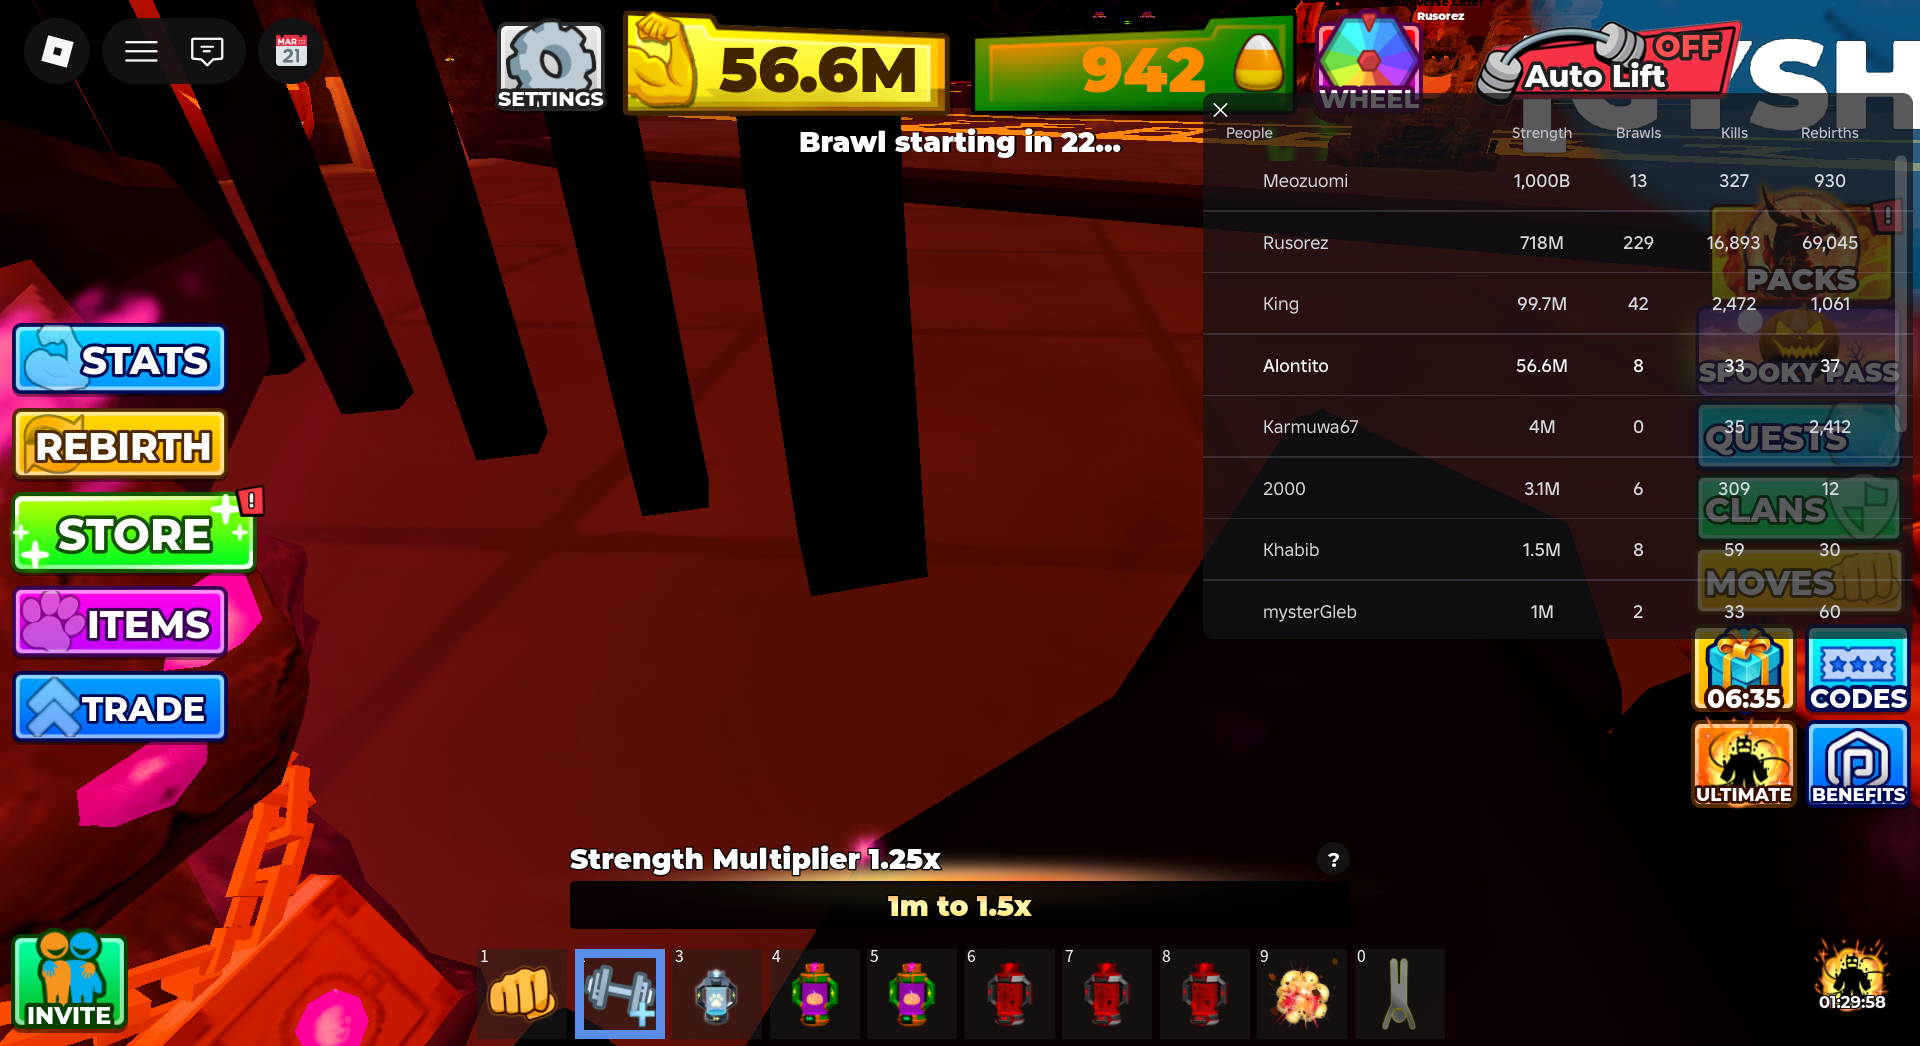 Rusorez
MAR
21
SETTINGS
56.6M
942
WHEEL
OFF
Auto Lift
Brawl starting in 22...
People Strength Brawls Kills Rebirths
Meozuomi 1,000B 13 327 930
Rusorez 718M 229 16,893 69,045
King 99.7M 42 2,472 1,061
Alontito 56.6M 8 33 37
Karmuwa67 4M 0 35 2,412
2000 3.1M 6 309 12
Khabib 1.5M 8 59 30
mysterGleb 1M 2 33 60
PACKS
SPOOKY PASS
QUESTS
CLANS
MOVES
STATS
REBIRTH
STORE
!
ITEMS
TRADE
06:35
CODES
ULTIMATE
BENEFITS
Strength Multiplier 1.25x
?
1m to 1.5x
1 3 4 5 6 7 8 9 0
INVITE
01:29:58